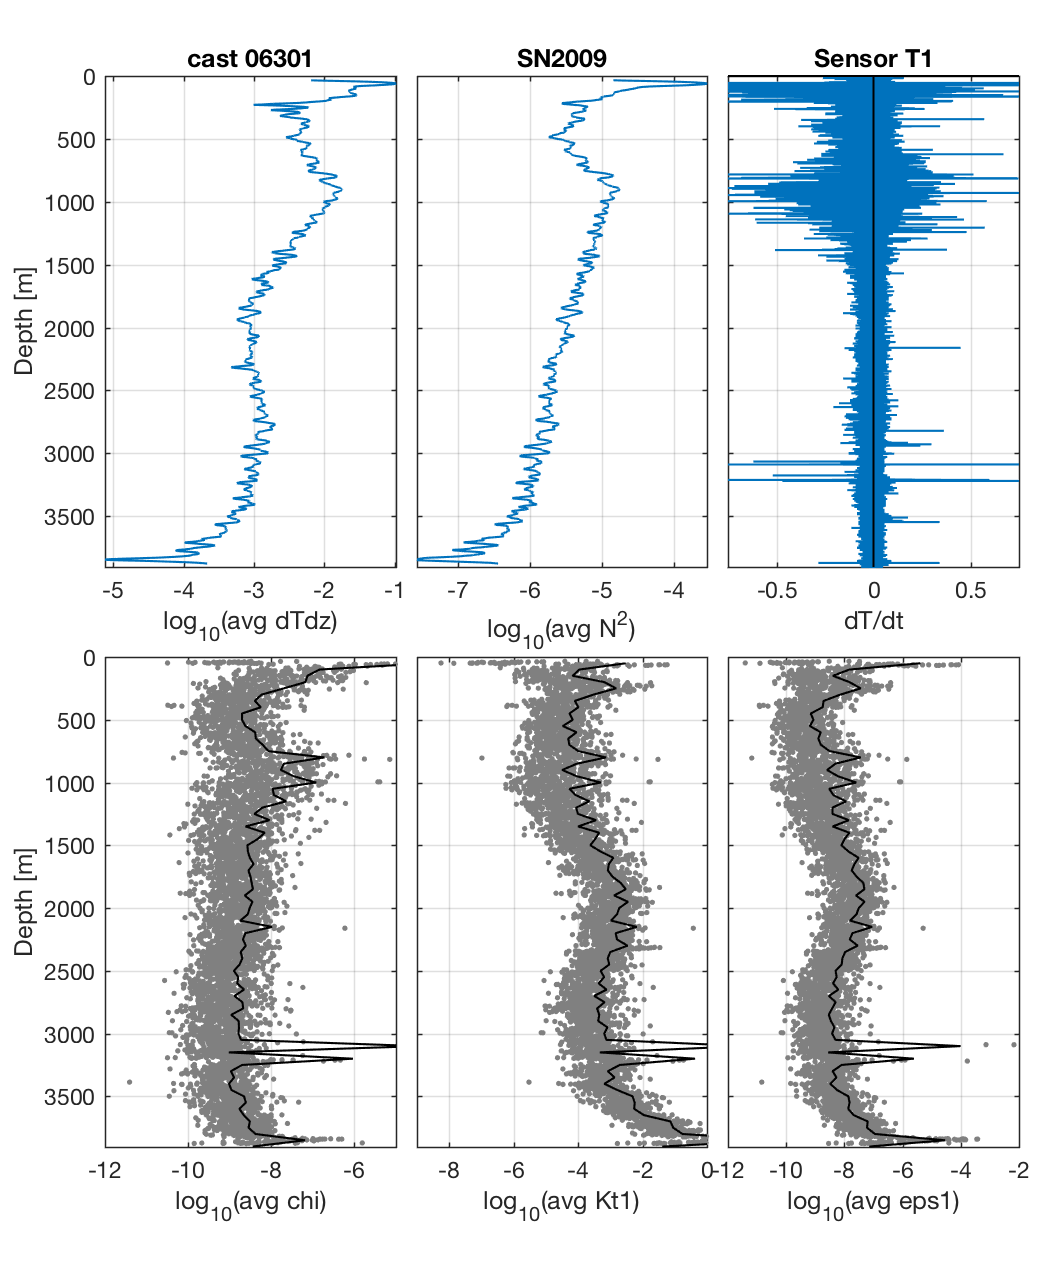 cast 06301 SN2009 Sensor T1
0
500
1000
1500
2000
2500
3000
3500
Depth [m]
-5 -4 -3 -2 -1 -7 -6 -5 -4 -0.5 0 0.5
log10(avg dTdz) log10(avg N2) dT/dt
0
500
1000
1500
2000
2500
3000
3500
Depth [m]
-12 -10 -8 -6 -8 -6 -4 -2 0 -12 -10 -8 -6 -4 -2
log10(avg chi) log10(avg Kt1) log10(avg eps1)